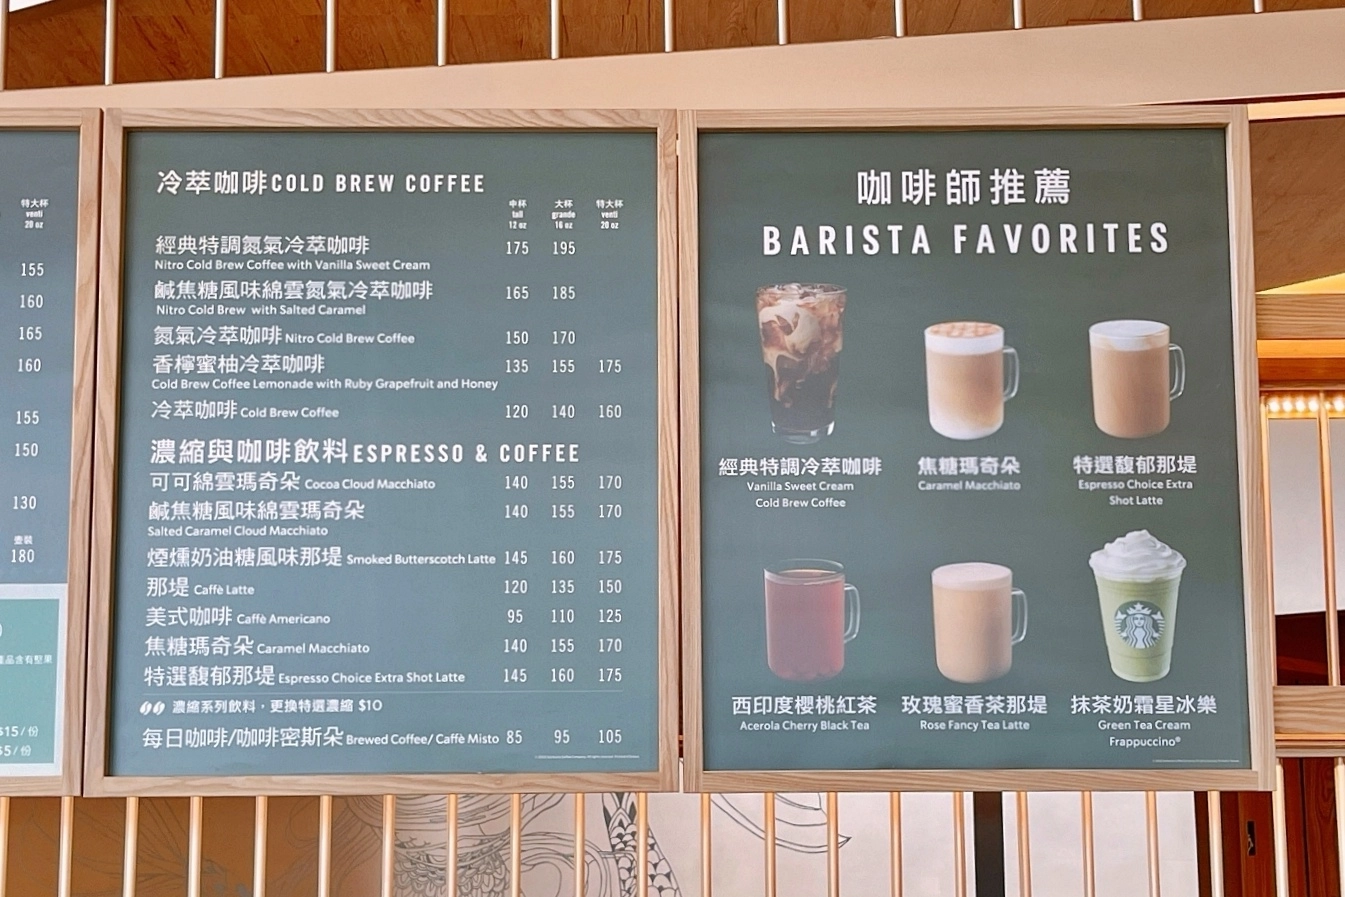 特大杯
venti
20 oz
155
160
165
160
155
150
130
壺裝
180
產品含有堅果
$15/份
$5/份
冷萃咖啡COLD BREW COFFEE
中杯 大杯 特大杯
tall grande venti
12 oz 16 oz 20 oz
經典特調氮氣冷萃咖啡 175 195
Nitro Cold Brew Coffee with Vanilla Sweet Cream
鹹焦糖風味綿雲氮氣冷萃咖啡 165 185
Nitro Cold Brew with Salted Caramel
氮氣冷萃咖啡 Nitro Cold Brew Coffee 150 170
香檸蜜柚冷萃咖啡 135 155 175
Cold Brew Coffee Lemonade with Ruby Grapefruit and Honey
冷萃咖啡 Cold Brew Coffee 120 140 160
濃縮與咖啡飲料ESPRESSO & COFFEE
可可綿雲瑪奇朵 Cocoa Cloud Macchiato 140 155 170
鹹焦糖風味綿雲瑪奇朵 140 155 170
Salted Caramel Cloud Macchiato
煙燻奶油糖風味那堤 Smoked Butterscotch Latte 145 160 175
那堤 Caffè Latte 120 135 150
美式咖啡 Caffè Americano 95 110 125
焦糖瑪奇朵 Caramel Macchiato 140 155 170
特選馥郁那堤 Espresso Choice Extra Shot Latte 145 160 175
濃縮系列飲料，更換特選濃縮 $10
每日咖啡/咖啡密斯朵 Brewed Coffee/ Caffè Misto 85 95 105
咖啡師推薦
BARISTA FAVORITES
經典特調冷萃咖啡
Vanilla Sweet Cream
Cold Brew Coffee
焦糖瑪奇朵
Caramel Macchiato
特選馥郁那堤
Espresso Choice Extra
Shot Latte
西印度櫻桃紅茶
Acerola Cherry Black Tea
玫瑰蜜香茶那堤
Rose Fancy Tea Latte
抹茶奶霜星冰樂
Green Tea Cream
Frappuccino®